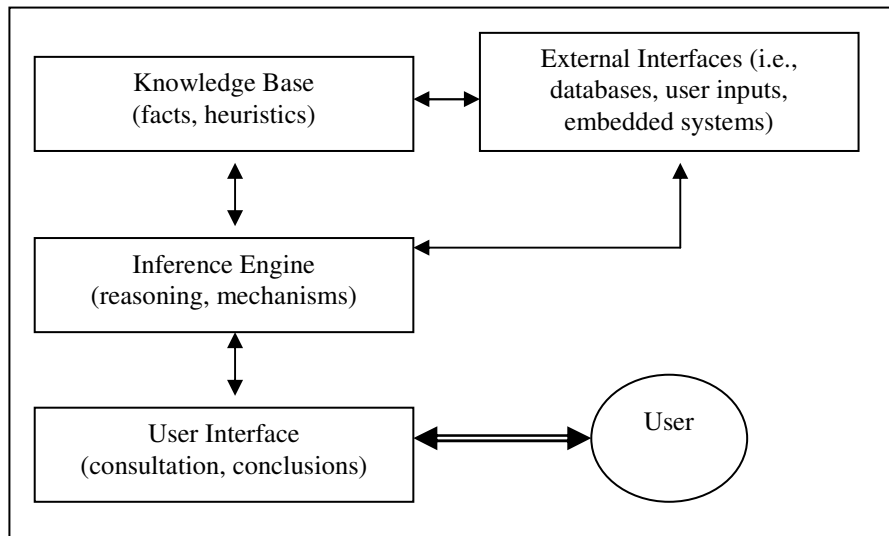 Knowledge Base
(facts, heuristics)
External Interfaces (i.e.,
databases, user inputs,
embedded systems)
Inference Engine
(reasoning, mechanisms)
User Interface
(consultation, conclusions)
User